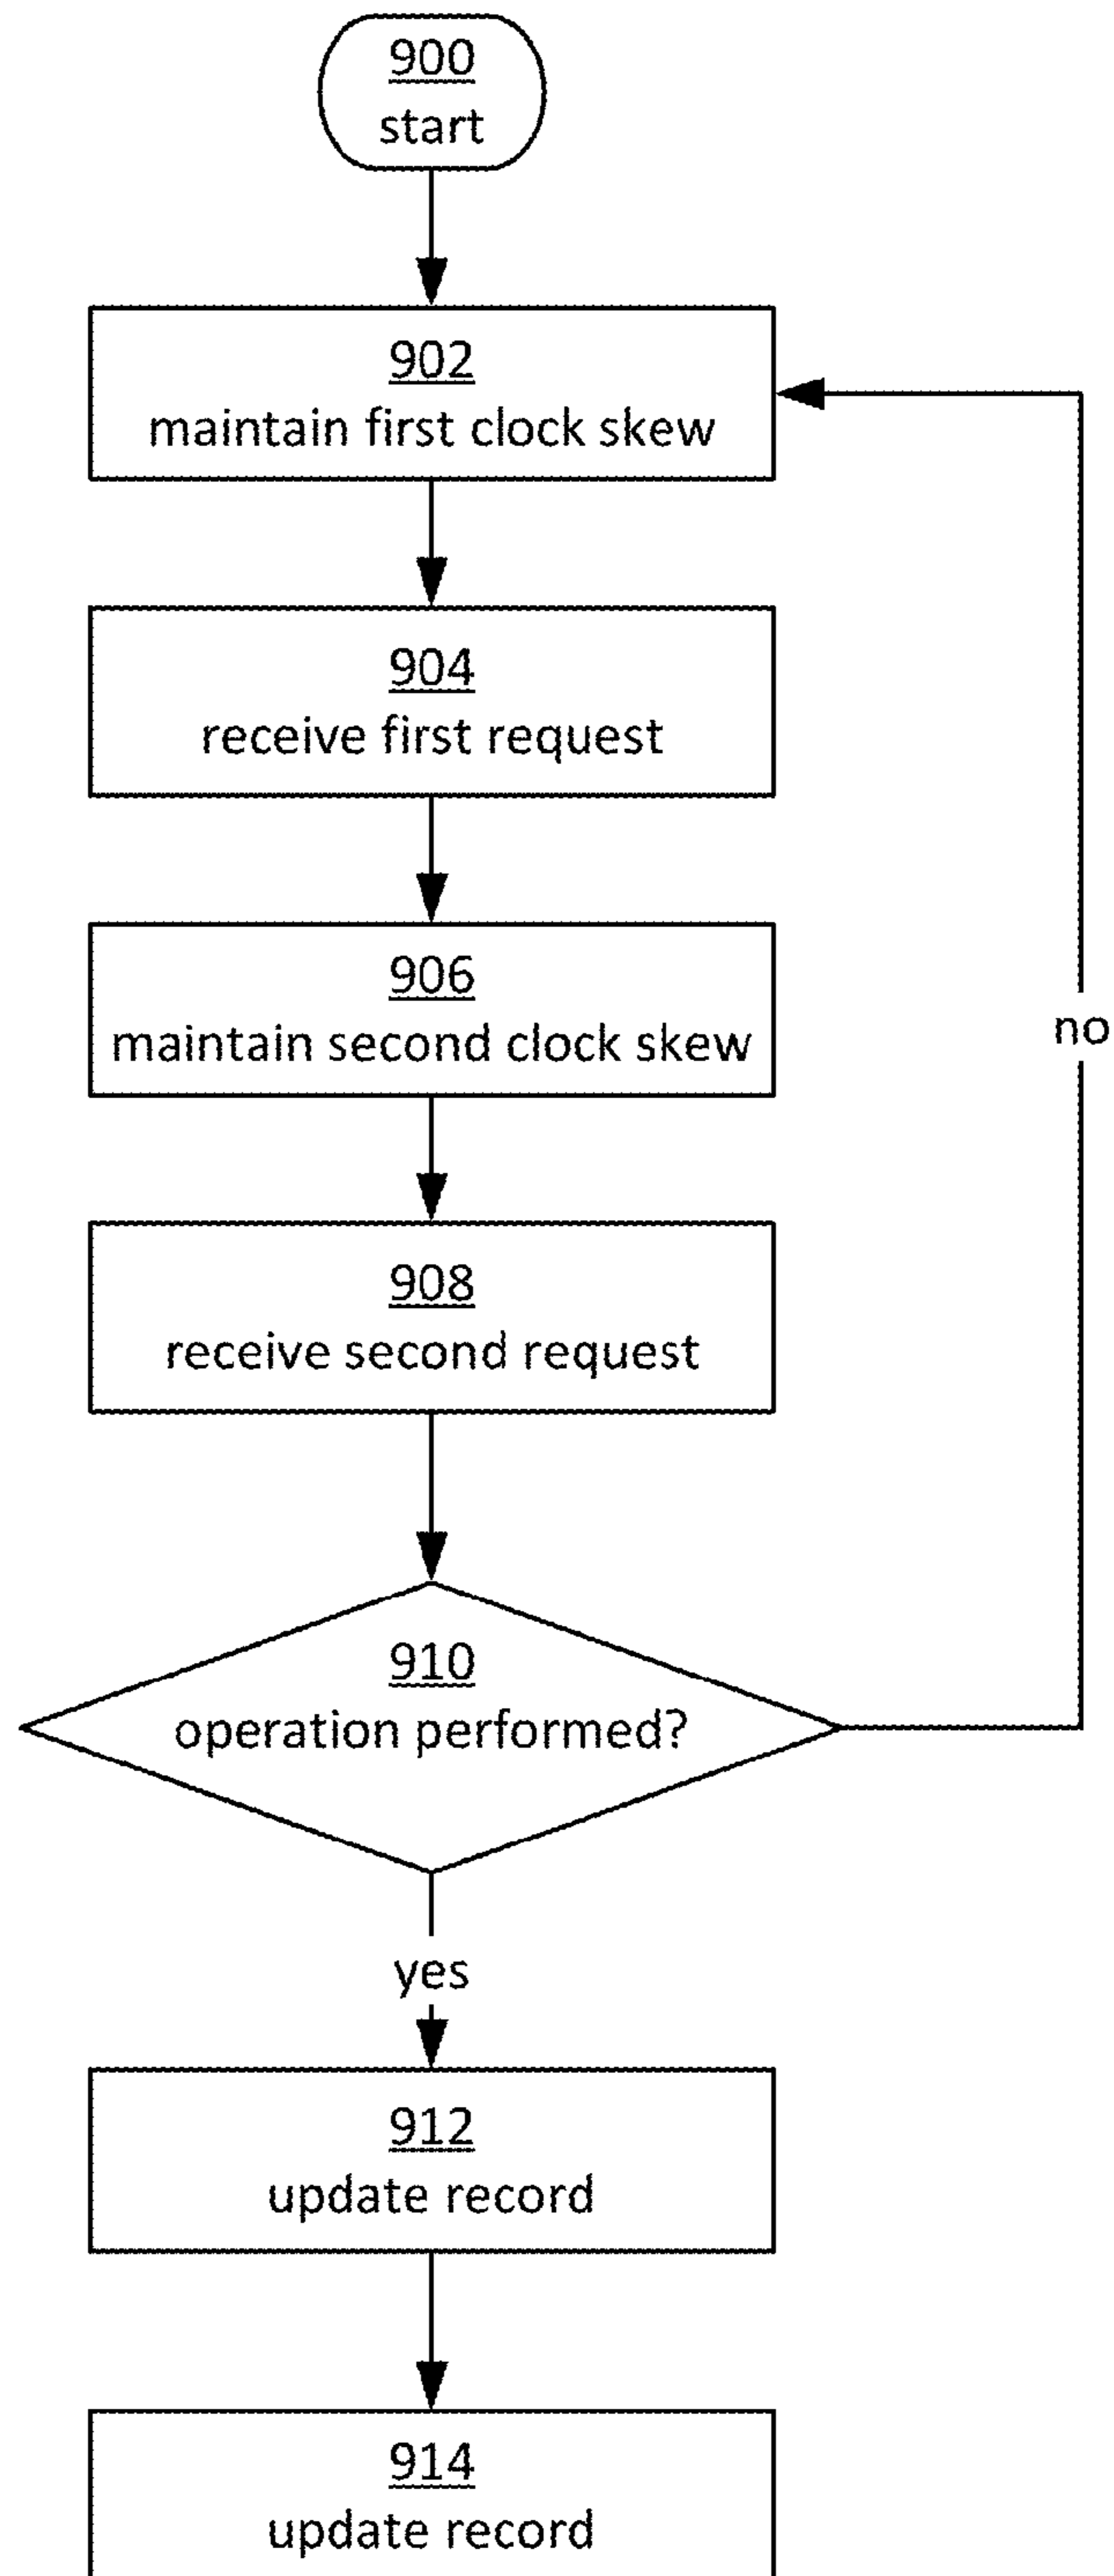 900
start
902
maintain first clock skew
904
receive first request
906
maintain second clock skew
no
908
receive second request
910
operation performed?
yes
912
update record
914
update record